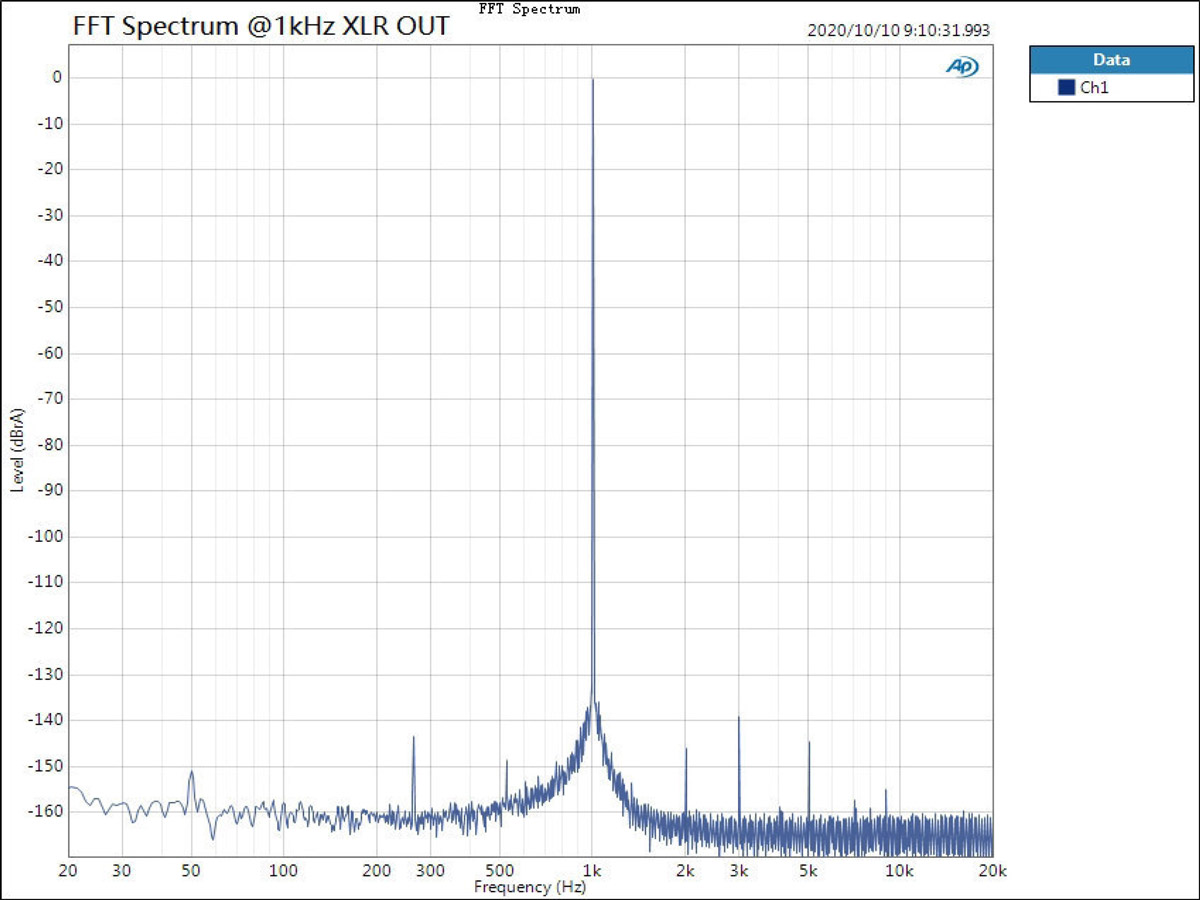 FFT Spectrum
FFT Spectrum @1kHz XLR OUT
2020/10/10 9:10:31.993
AP
Data
Ch1
0
-10
-20
-30
-40
-50
-60
-70
-80
-90
-100
-110
-120
-130
-140
-150
-160
Level (dBrA)
20 30 50 100 200 300 500 1k 2k 3k 5k 10k 20k
Frequency (Hz)